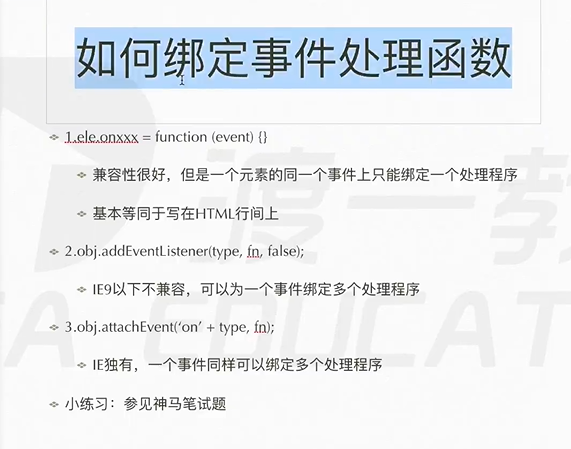 如何绑定事件处理函数
1.ele.onxxx = function (event) {}
兼容性很好，但是一个元素的同一个事件上只能绑定一个处理程序
基本等同于写在HTML行间上
2.obj.addEventListener(type, fn, false);
IE9以下不兼容，可以为一个事件绑定多个处理程序
3.obj.attachEvent(‘on’ + type, fn);
IE独有，一个事件同样可以绑定多个处理程序
小练习：参见神马笔试题
渡一教
EDUCAT